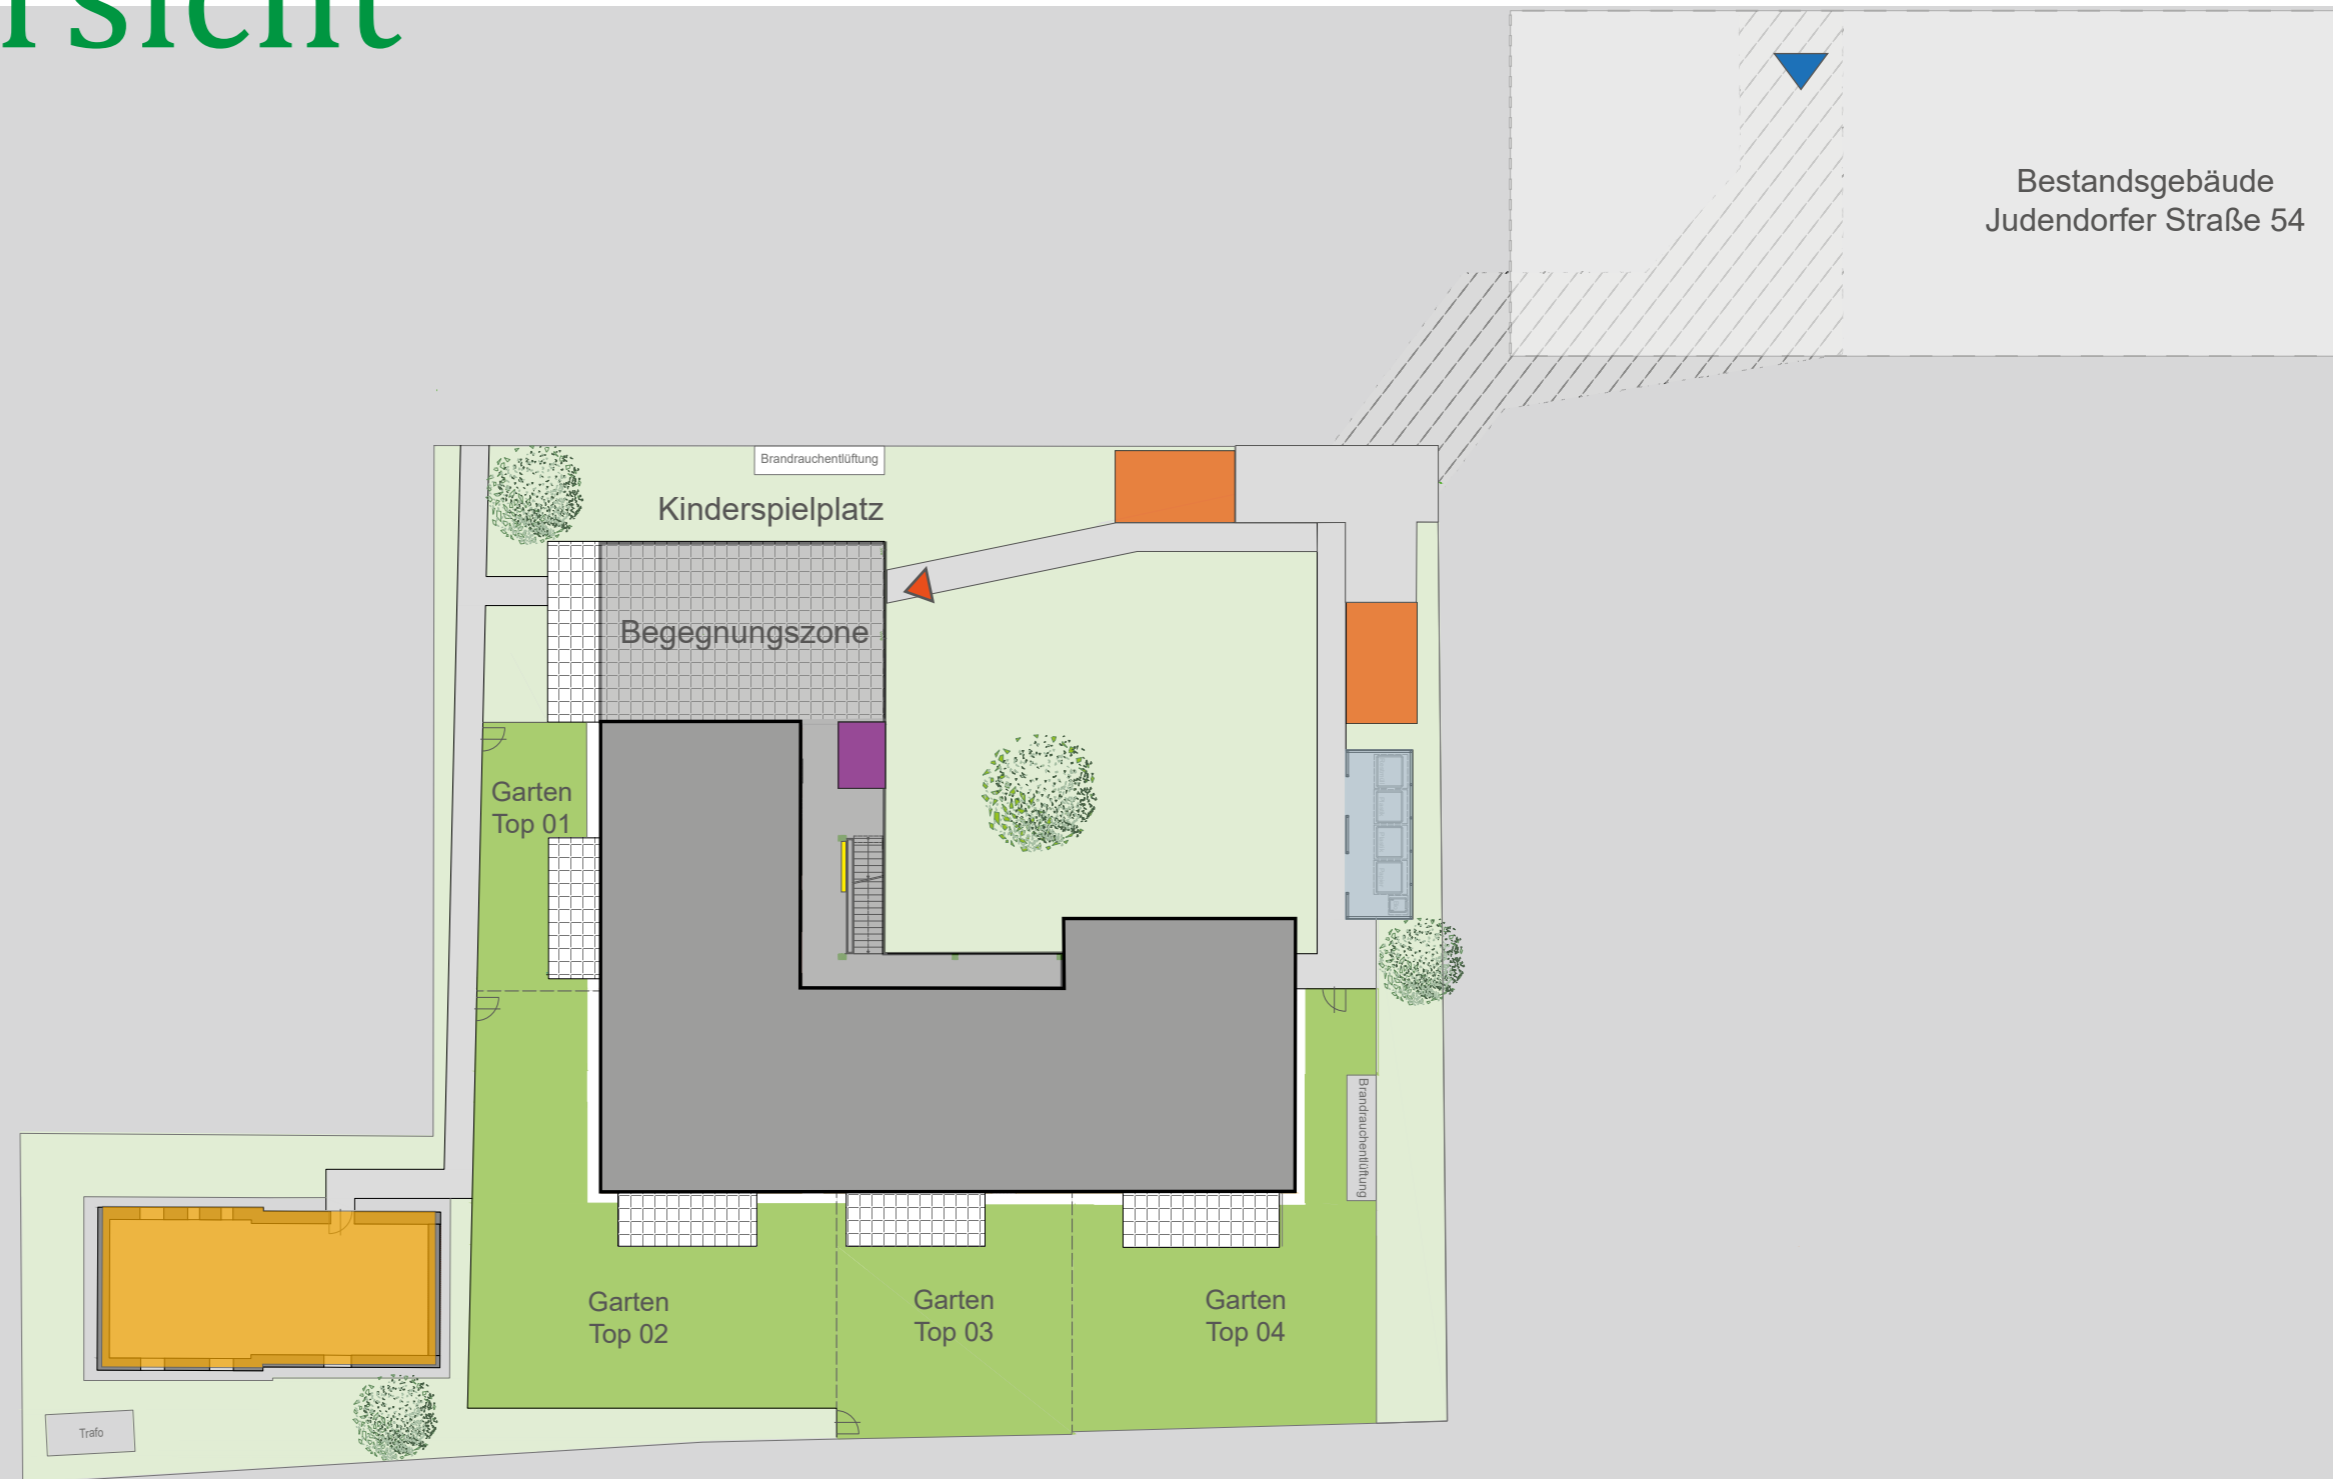 rsicht
Bestandsgebäude
Judendorfer Straße 54
Brandrauchentlüftung
Kinderspielplatz
Begegnungszone
Garten
Top 01
Brandrauchentlüftung
Garten
Top 02
Garten
Top 03
Garten
Top 04
Trafo